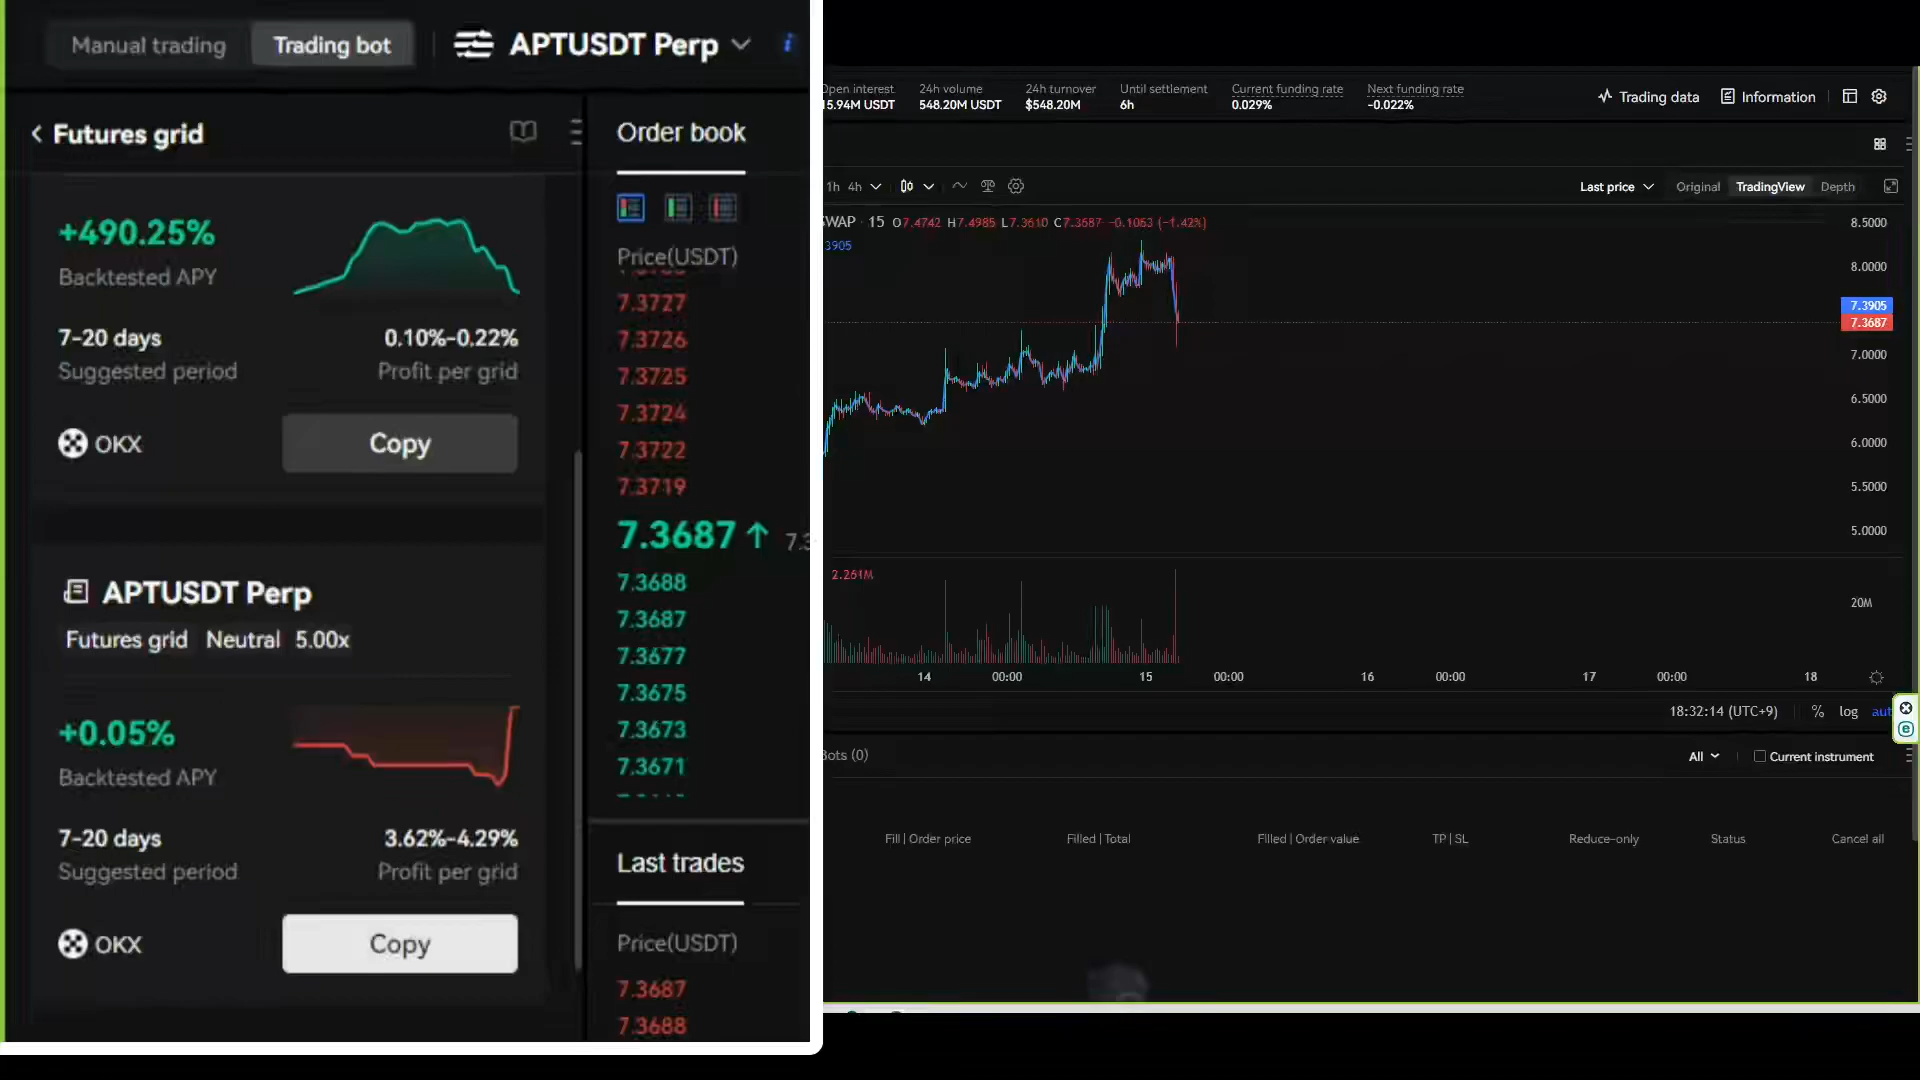 Manual trading
Trading bot
APTUSDT Perp
Futures grid
+490.25%
Backtested APY
7-20 days
0.10%-0.22%
Suggested period
Profit per grid
OKX
Copy
APTUSDT Perp
Futures grid Neutral 5.00x
+0.05%
Backtested APY
7-20 days
3.62%-4.29%
Suggested period
Profit per grid
OKX
Copy
Order book
Price(USDT)
7.3727
7.3726
7.3725
7.3724
7.3722
7.3719
7.3687 ↑
7.3688
7.3687
7.3677
7.3675
7.3673
7.3671
Last trades
Price(USDT)
7.3687
7.3688
Open interest
24h volume
24h turnover
Until settlement
Current funding rate
Next funding rate
15.94M USDT
548.20M USDT
$548.20M
6h
0.029%
-0.022%
Trading data
Information
1h 4h
Last price
Original
TradingView
Depth
SWAP · 15 O7.4742 H7.4985 L7.3610 C7.3687 -0.1063 (-1.42%)
3905
8.5000
8.0000
7.3905
7.3687
7.0000
6.5000
6.0000
5.5000
5.0000
2.261M
20M
14 00:00 15 00:00 16 00:00 17 00:00 18
18:32:14 (UTC+9) % log
Bots (0)
All
Current instrument
Fill | Order price
Filled | Total
Filled | Order value
TP | SL
Reduce-only
Status
Cancel all